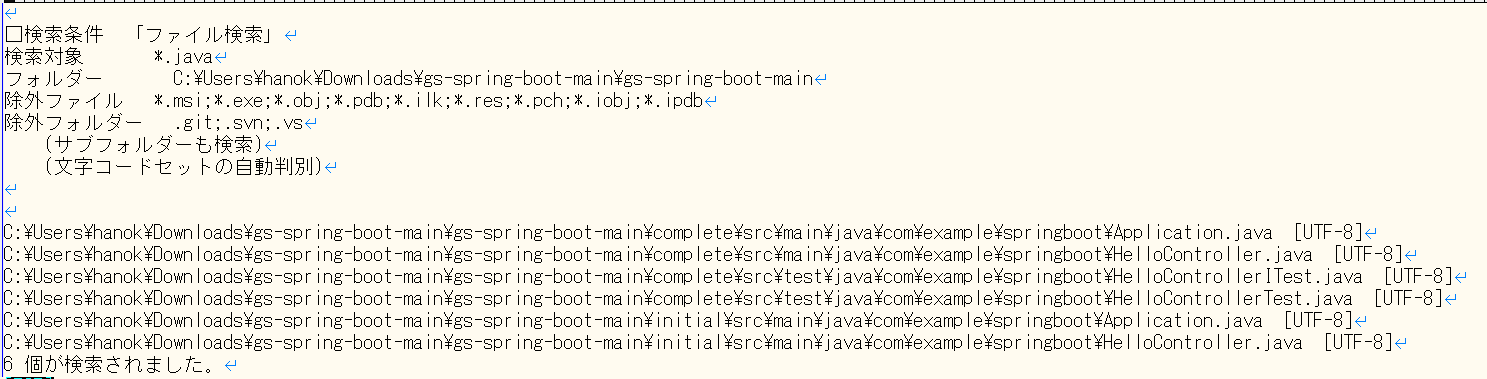 □検索条件　「ファイル検索」
検索対象　　　*.java
フォルダー　　　C:¥Users¥hanok¥Downloads¥gs-spring-boot-main¥gs-spring-boot-main
除外ファイル　*.msi;*.exe;*.obj;*.pdb;*.ilk;*.res;*.pch;*.iobj;*.ipdb
除外フォルダー　.git;.svn;.vs
(サブフォルダーも検索)
(文字コードセットの自動判別)
C:¥Users¥hanok¥Downloads¥gs-spring-boot-main¥gs-spring-boot-main¥complete¥src¥main¥java¥com¥example¥springboot¥Application.java [UTF-8]
C:¥Users¥hanok¥Downloads¥gs-spring-boot-main¥gs-spring-boot-main¥complete¥src¥main¥java¥com¥example¥springboot¥HelloController.java [UTF-8]
C:¥Users¥hanok¥Downloads¥gs-spring-boot-main¥gs-spring-boot-main¥complete¥src¥test¥java¥com¥example¥springboot¥HelloControllerITest.java [UTF-8]
C:¥Users¥hanok¥Downloads¥gs-spring-boot-main¥gs-spring-boot-main¥complete¥src¥test¥java¥com¥example¥springboot¥HelloControllerTest.java [UTF-8]
C:¥Users¥hanok¥Downloads¥gs-spring-boot-main¥gs-spring-boot-main¥initial¥src¥main¥java¥com¥example¥springboot¥Application.java [UTF-8]
C:¥Users¥hanok¥Downloads¥gs-spring-boot-main¥gs-spring-boot-main¥initial¥src¥main¥java¥com¥example¥springboot¥HelloController.java [UTF-8]
6 個が検索されました。